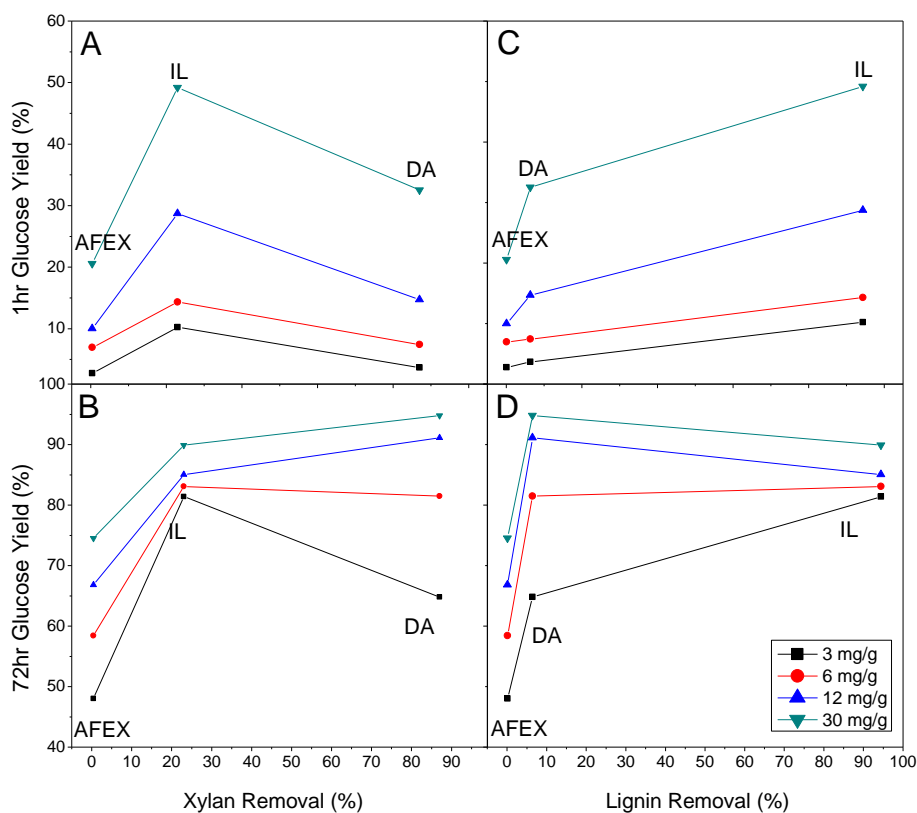 A
C
60
50
40
30
20
10
1hr Glucose Yield (%)
IL
DA
AFEX
IL
DA
AFEX
B
D
100
90
80
70
60
50
40
72hr Glucose Yield (%)
IL
DA
AFEX
IL
DA
AFEX
3 mg/g
6 mg/g
12 mg/g
30 mg/g
0 10 20 30 40 50 60 70 80 90
0 10 20 30 40 50 60 70 80 90 100
Xylan Removal (%)
Lignin Removal (%)